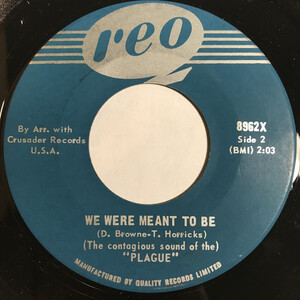 reo
By Arr. with
Crusader Records
U.S.A.
8962X
Side 2
(BMI) 2:03
WE WERE MEANT TO BE
(D. Browne-T. Horricks)
(The contagious sound of the)
"PLAGUE"
MANUFACTURED BY QUALITY RECORDS LIMITED